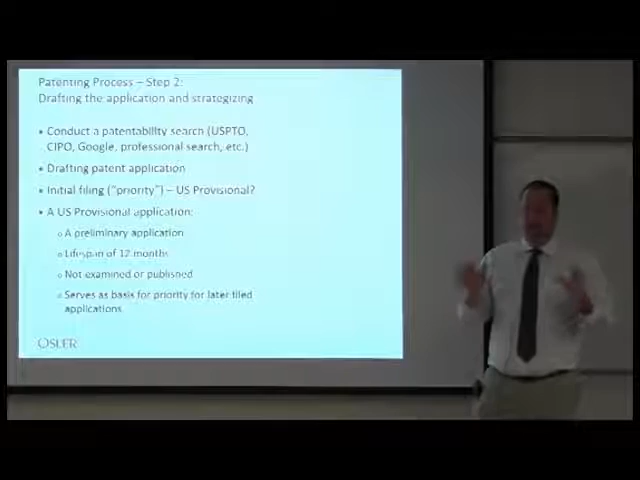 Patenting Process – Step 2:
Drafting the application and strategizing
• Conduct a patentability search (USPTO,
CIPO, Google, professional search, etc.)
• Drafting patent application
• Initial filing ("priority") – US Provisional?
• A US Provisional application:
o A preliminary application
o Lifespan of 12 months
o Not examined or published
o Serves as basis for priority for later filed
applications
OSLER